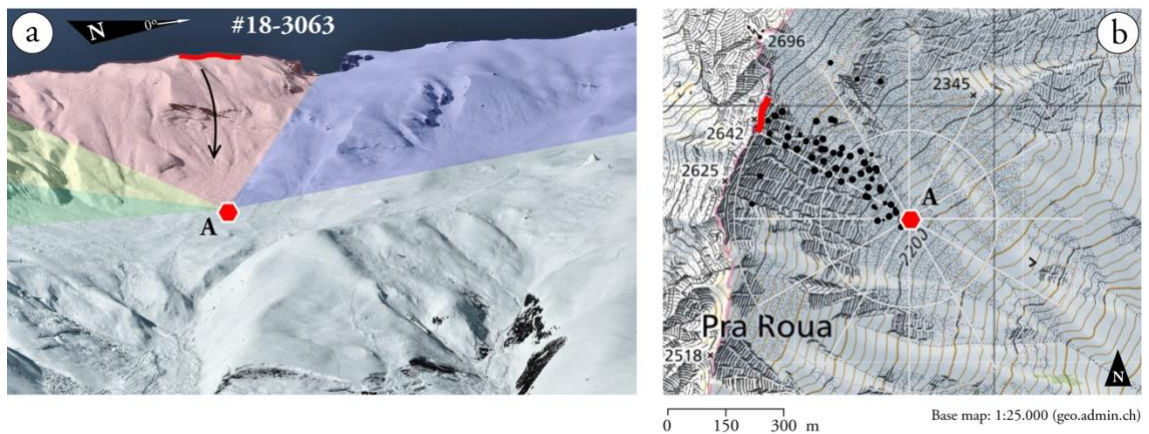 a
N
0°
#18-3063
A
b
2696
2345
2642
2625
A
2200
Pra Roua
2518
N
0 150 300 m
Base map: 1:25.000 (geo.admin.ch)